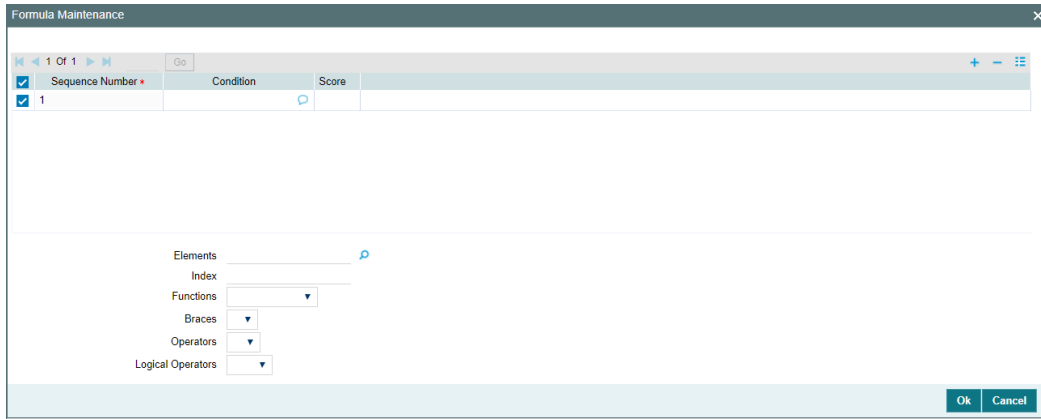 Formula Maintenance
1 Of 1 Go
Sequence Number * Condition Score
1
Elements
Index
Functions
Braces
Operators
Logical Operators
Ok Cancel